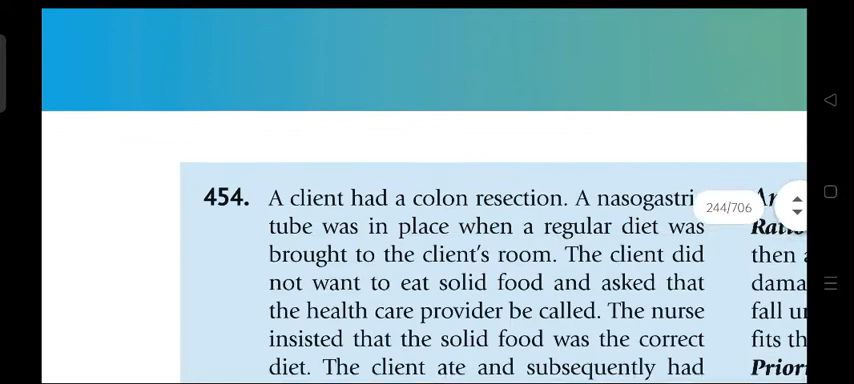 454. A client had a colon resection. A nasogastri
tube was in place when a regular diet was
brought to the client's room. The client did
not want to eat solid food and asked that
the health care provider be called. The nurse
insisted that the solid food was the correct
diet. The client ate and subsequently had
244/706
then
dama
fall
fits th
Prior